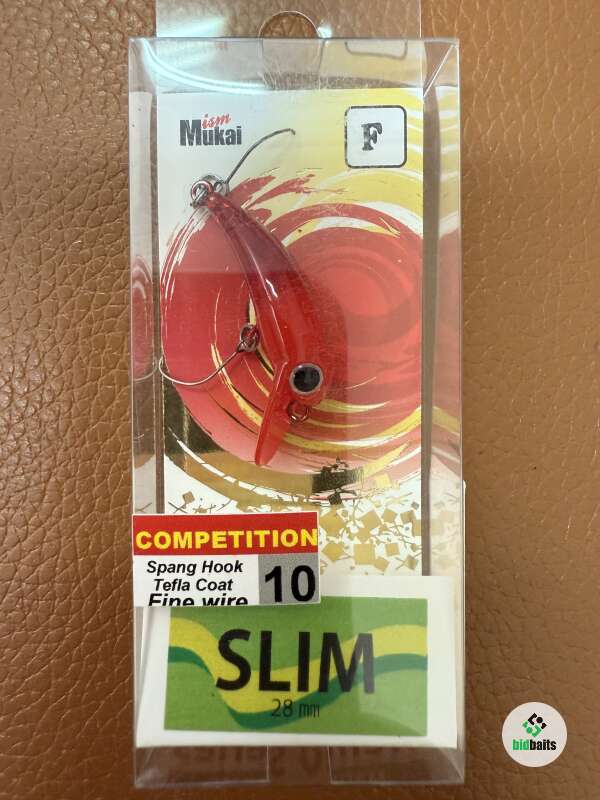 ism
Mukai
F
COMPETITION
Spang Hook
Tefla Coat
Fine wire
10
SLIM
28 mm
bidbaits